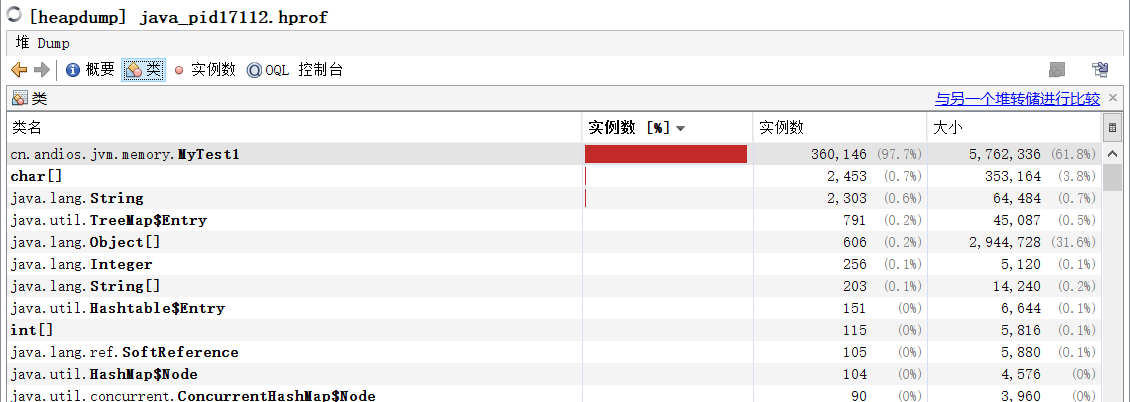 [heapdump] java_pid17112.hprof
堆 Dump
概要 类 实例数 OQL 控制台
类 与另一个堆转储进行比较
类名 实例数 [%] 实例数 大小
cn.andios.jvm.memory.MyTest1 360,146 (97.7%) 5,762,336 (61.8%)
char[] 2,453 (0.7%) 353,164 (3.8%)
java.lang.String 2,303 (0.6%) 64,484 (0.7%)
java.util.TreeMap$Entry 791 (0.2%) 45,087 (0.5%)
java.lang.Object[] 606 (0.2%) 2,944,728 (31.6%)
java.lang.Integer 256 (0.1%) 5,120 (0.1%)
java.lang.String[] 203 (0.1%) 14,240 (0.2%)
java.util.Hashtable$Entry 151 (0%) 6,644 (0.1%)
int[] 115 (0%) 5,816 (0.1%)
java.lang.ref.SoftReference 105 (0%) 5,880 (0.1%)
java.util.HashMap$Node 104 (0%) 4,576 (0%)
java.util.concurrent.ConcurrentHashMap$Node 90 (0%) 3,960 (0%)